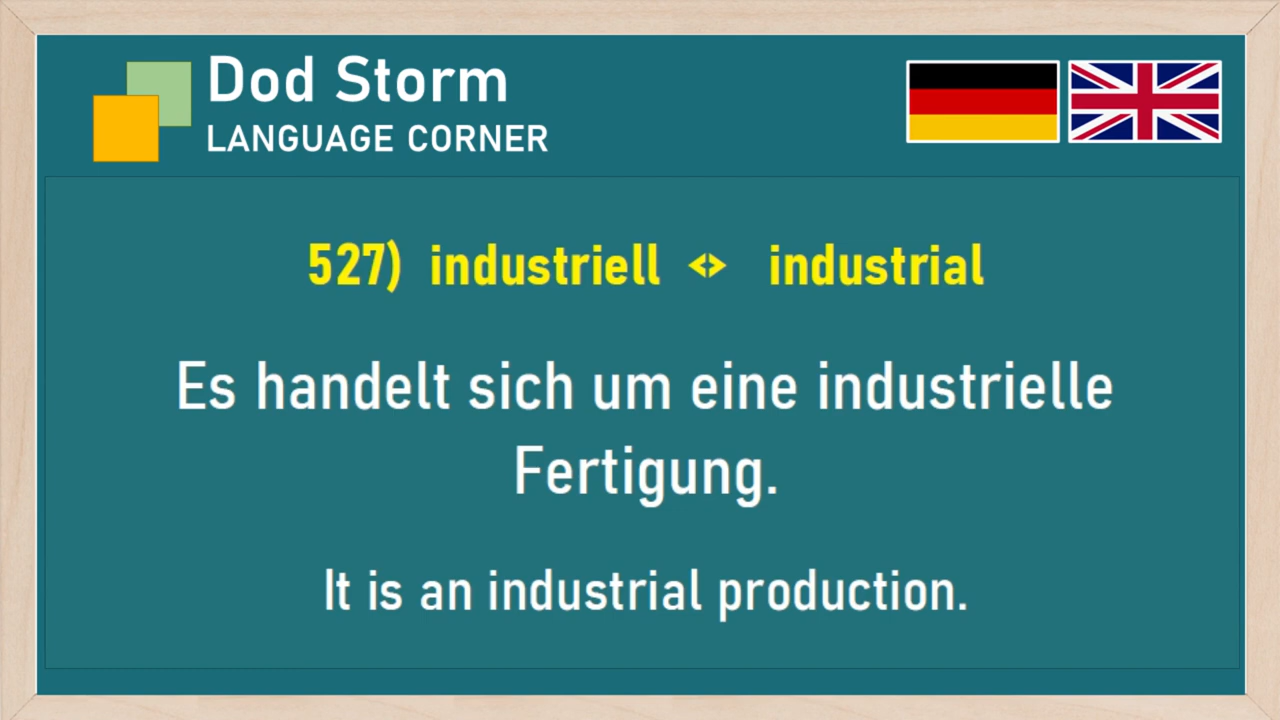 Dod Storm
LANGUAGE CORNER
527) industriell <> industrial
Es handelt sich um eine industrielle
Fertigung.
It is an industrial production.